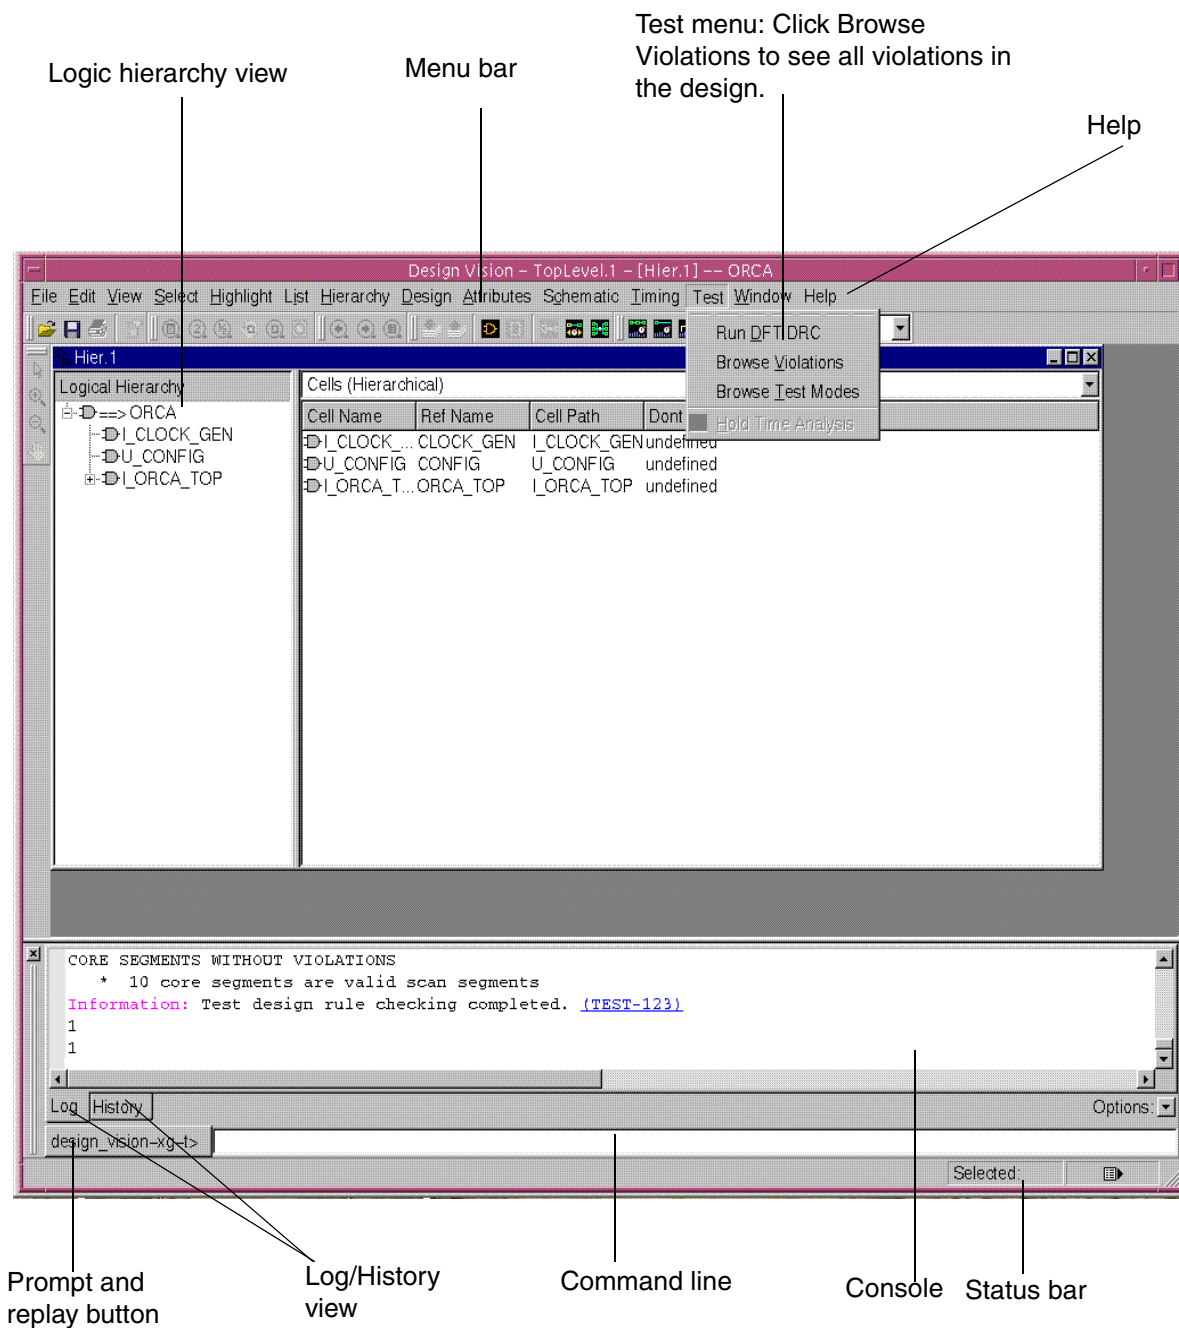 Test menu: Click Browse
Violations to see all violations in
the design.
Logic hierarchy view
Menu bar
Help
Design Vision - TopLevel.1 - [Hier.1] -- ORCA
File Edit View Select Highlight List Hierarchy Design Attributes Schematic Timing Test Window Help
Run DFT DRC
Browse Violations
Browse Test Modes
Hold Time Analysis
Hier.1
Logical Hierarchy
Cells (Hierarchical)
==> ORCA
I_CLOCK_GEN
U_CONFIG
I_ORCA_TOP
Cell Name Ref Name Cell Path Dont
I_CLOCK_... CLOCK_GEN I_CLOCK_GEN undefined
U_CONFIG CONFIG U_CONFIG undefined
I_ORCA_T... ORCA_TOP I_ORCA_TOP undefined
CORE SEGMENTS WITHOUT VIOLATIONS
* 10 core segments are valid scan segments
Information: Test design rule checking completed. (TEST-123)
1
1
Log History
Options:
design_vision-xg-t>
Selected:
Prompt and
replay button
Log/History
view
Command line
Console
Status bar